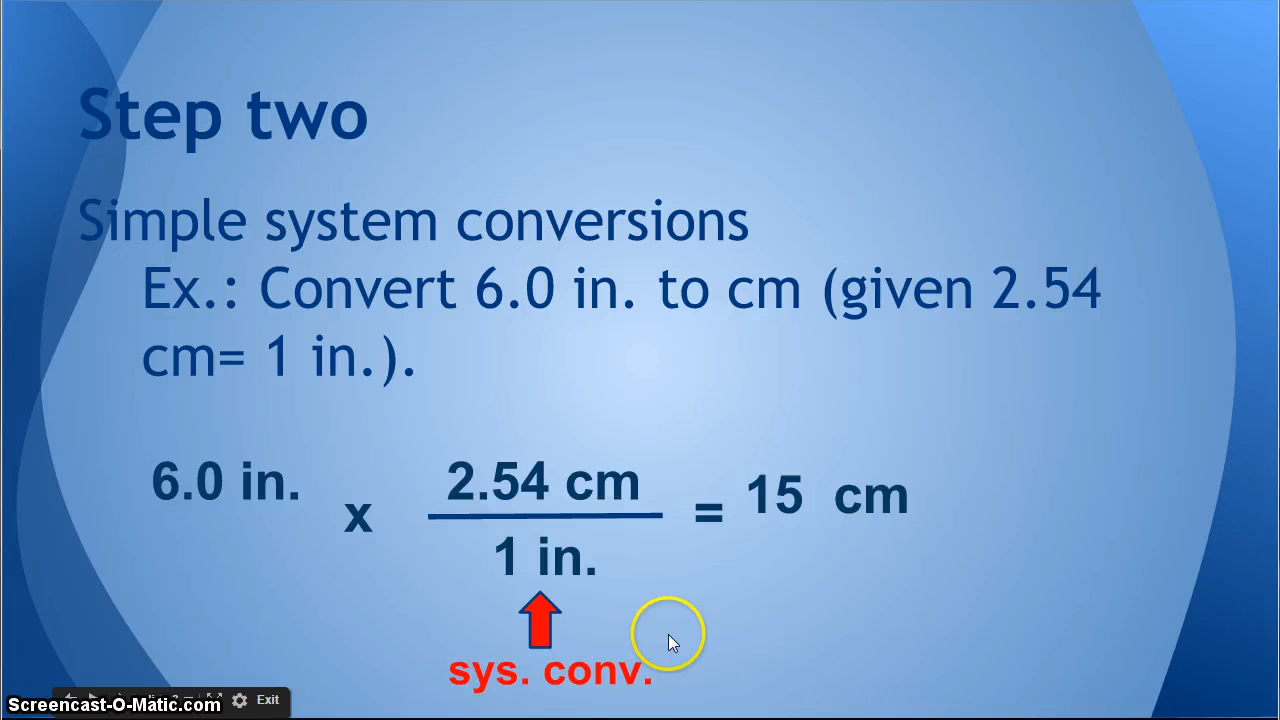 Step two
Simple system conversions
Ex.: Convert 6.0 in. to cm (given 2.54
cm= 1 in.).
6.0 in. x 2.54 cm = 15 cm
1 in.
sys. conv.
Exit
Screencast-O-Matic.com